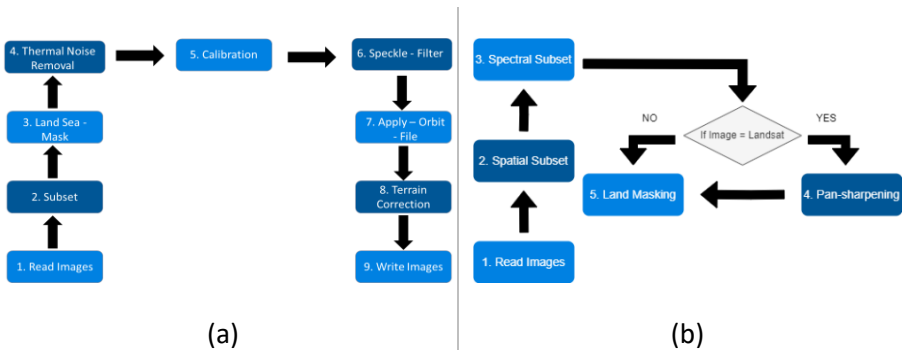 4. Thermal Noise
Removal
5. Calibration
6. Speckle - Filter
3. Land Sea -
Mask
7. Apply – Orbit
- File
2. Subset
8. Terrain
Correction
1. Read Images
9. Write Images
(a)
3. Spectral Subset
NO
YES
If Image = Landsat
2. Spatial Subset
5. Land Masking
4. Pan-sharpening
1. Read Images
(b)